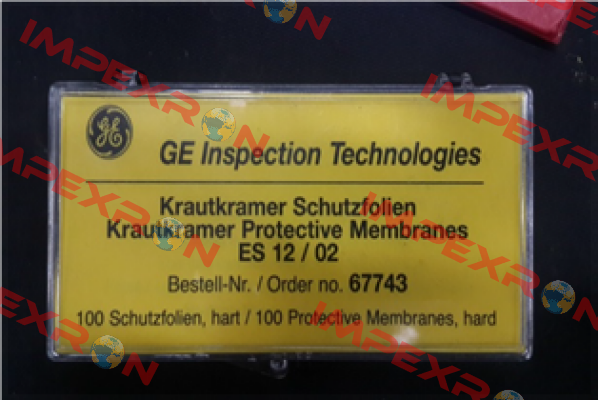 GE
GE Inspection Technologies
Krautkramer Schutzfolien
Krautkramer Protective Membranes
ES 12 / 02
Bestell-Nr. / Order no. 67743
100 Schutzfolien, hart / 100 Protective Membranes, hard
IMPEXRON
IMPEXRON
IMPEXRON
IMPEXRON
IMPEXRON